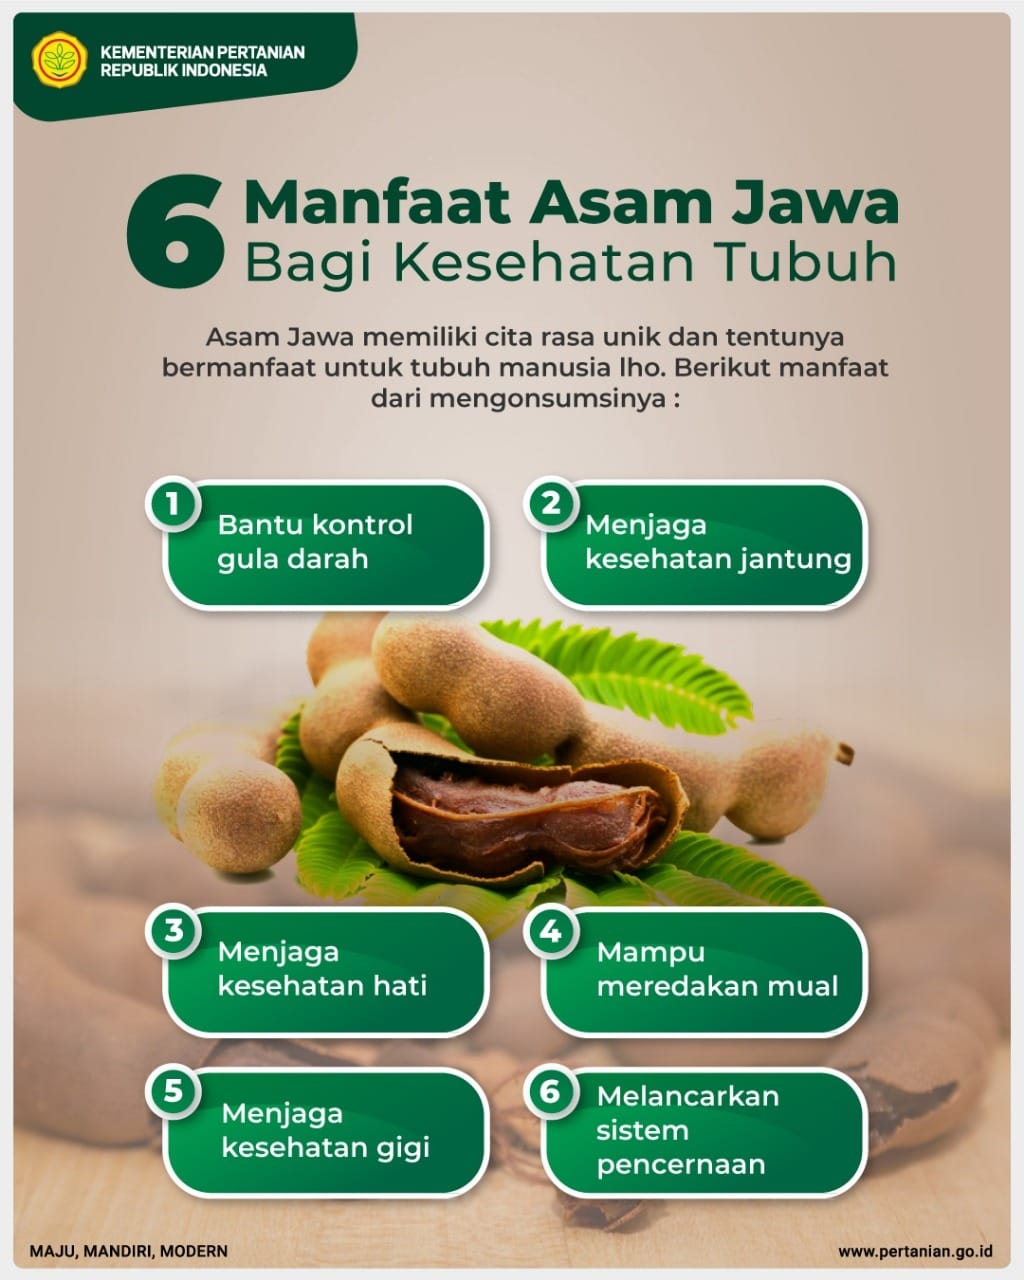 KEMENTERIAN PERTANIAN
REPUBLIK INDONESIA
6 Manfaat Asam Jawa
Bagi Kesehatan Tubuh
Asam Jawa memiliki cita rasa unik dan tentunya
bermanfaat untuk tubuh manusia lho. Berikut manfaat
dari mengonsumsinya :
1
Bantu kontrol
gula darah
2
Menjaga
kesehatan jantung
3
Menjaga
kesehatan hati
4
Mampu
meredakan mual
5
Menjaga
kesehatan gigi
6
Melancarkan
sistem
pencernaan
MAJU, MANDIRI, MODERN
www.pertanian.go.id